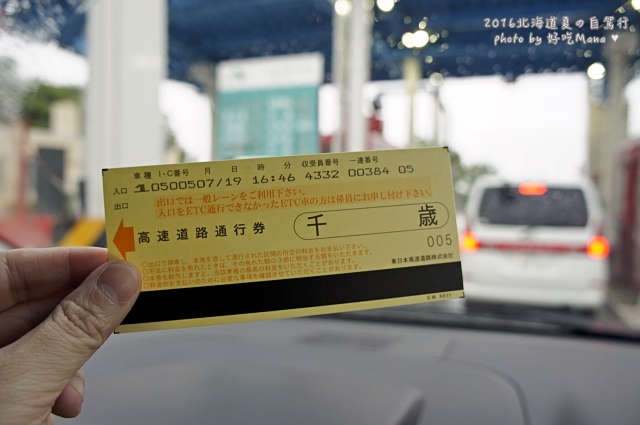 2016北海道夏の自駕行
photo by 好吃Mana ♥
車種 I・C番号 月 日 - 時 分 収受員番号 一連番号
入口 10500507/19 16:46 4332 00384 05
出口
出口では一般レーンをご利用下さい。
入口をETC通行できなかったETC車の方は係員にお申し付け下さい。
高速道路通行券
千歳
005
東日本高速道路株式会社